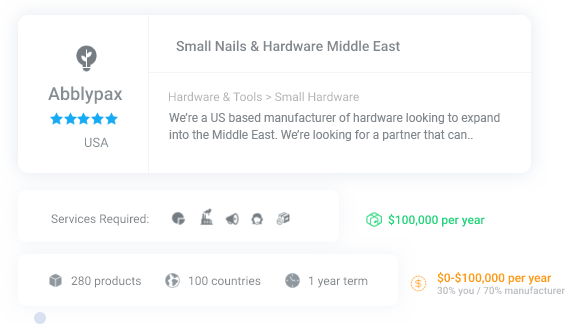 Small Nails & Hardware Middle East
Abblypax
USA
Hardware & Tools > Small Hardware
We're a US based manufacturer of hardware looking to expand
into the Middle East. We're looking for a partner that can..
Services Required:
$100,000 per year
280 products
100 countries
1 year term
$0-$100,000 per year
30% you / 70% manufacturer